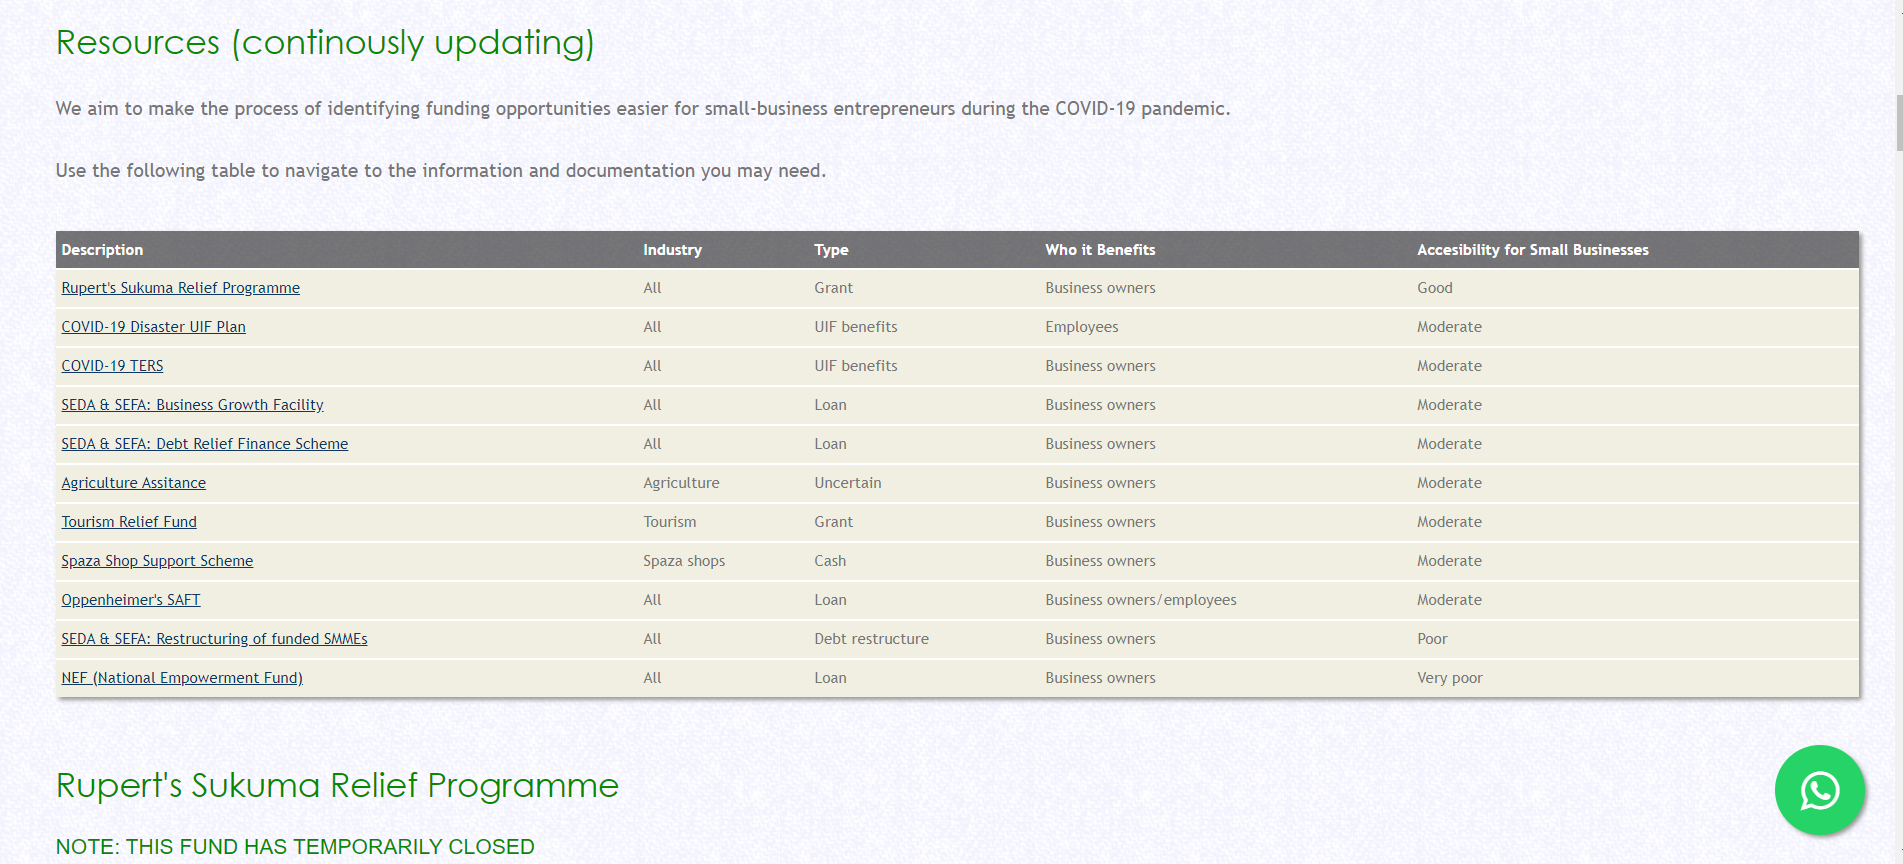 Resources (continously updating)
We aim to make the process of identifying funding opportunities easier for small-business entrepreneurs during the COVID-19 pandemic.
Use the following table to navigate to the information and documentation you may need.
Description Industry Type Who it Benefits Accesibility for Small Businesses
Rupert's Sukuma Relief Programme All Grant Business owners Good
COVID-19 Disaster UIF Plan All UIF benefits Employees Moderate
COVID-19 TERS All UIF benefits Business owners Moderate
SEDA & SEFA: Business Growth Facility All Loan Business owners Moderate
SEDA & SEFA: Debt Relief Finance Scheme All Loan Business owners Moderate
Agriculture Assitance Agriculture Uncertain Business owners Moderate
Tourism Relief Fund Tourism Grant Business owners Moderate
Spaza Shop Support Scheme Spaza shops Cash Business owners Moderate
Oppenheimer's SAFT All Loan Business owners/employees Moderate
SEDA & SEFA: Restructuring of funded SMMEs All Debt restructure Business owners Poor
NEF (National Empowerment Fund) All Loan Business owners Very poor
Rupert's Sukuma Relief Programme
NOTE: THIS FUND HAS TEMPORARILY CLOSED